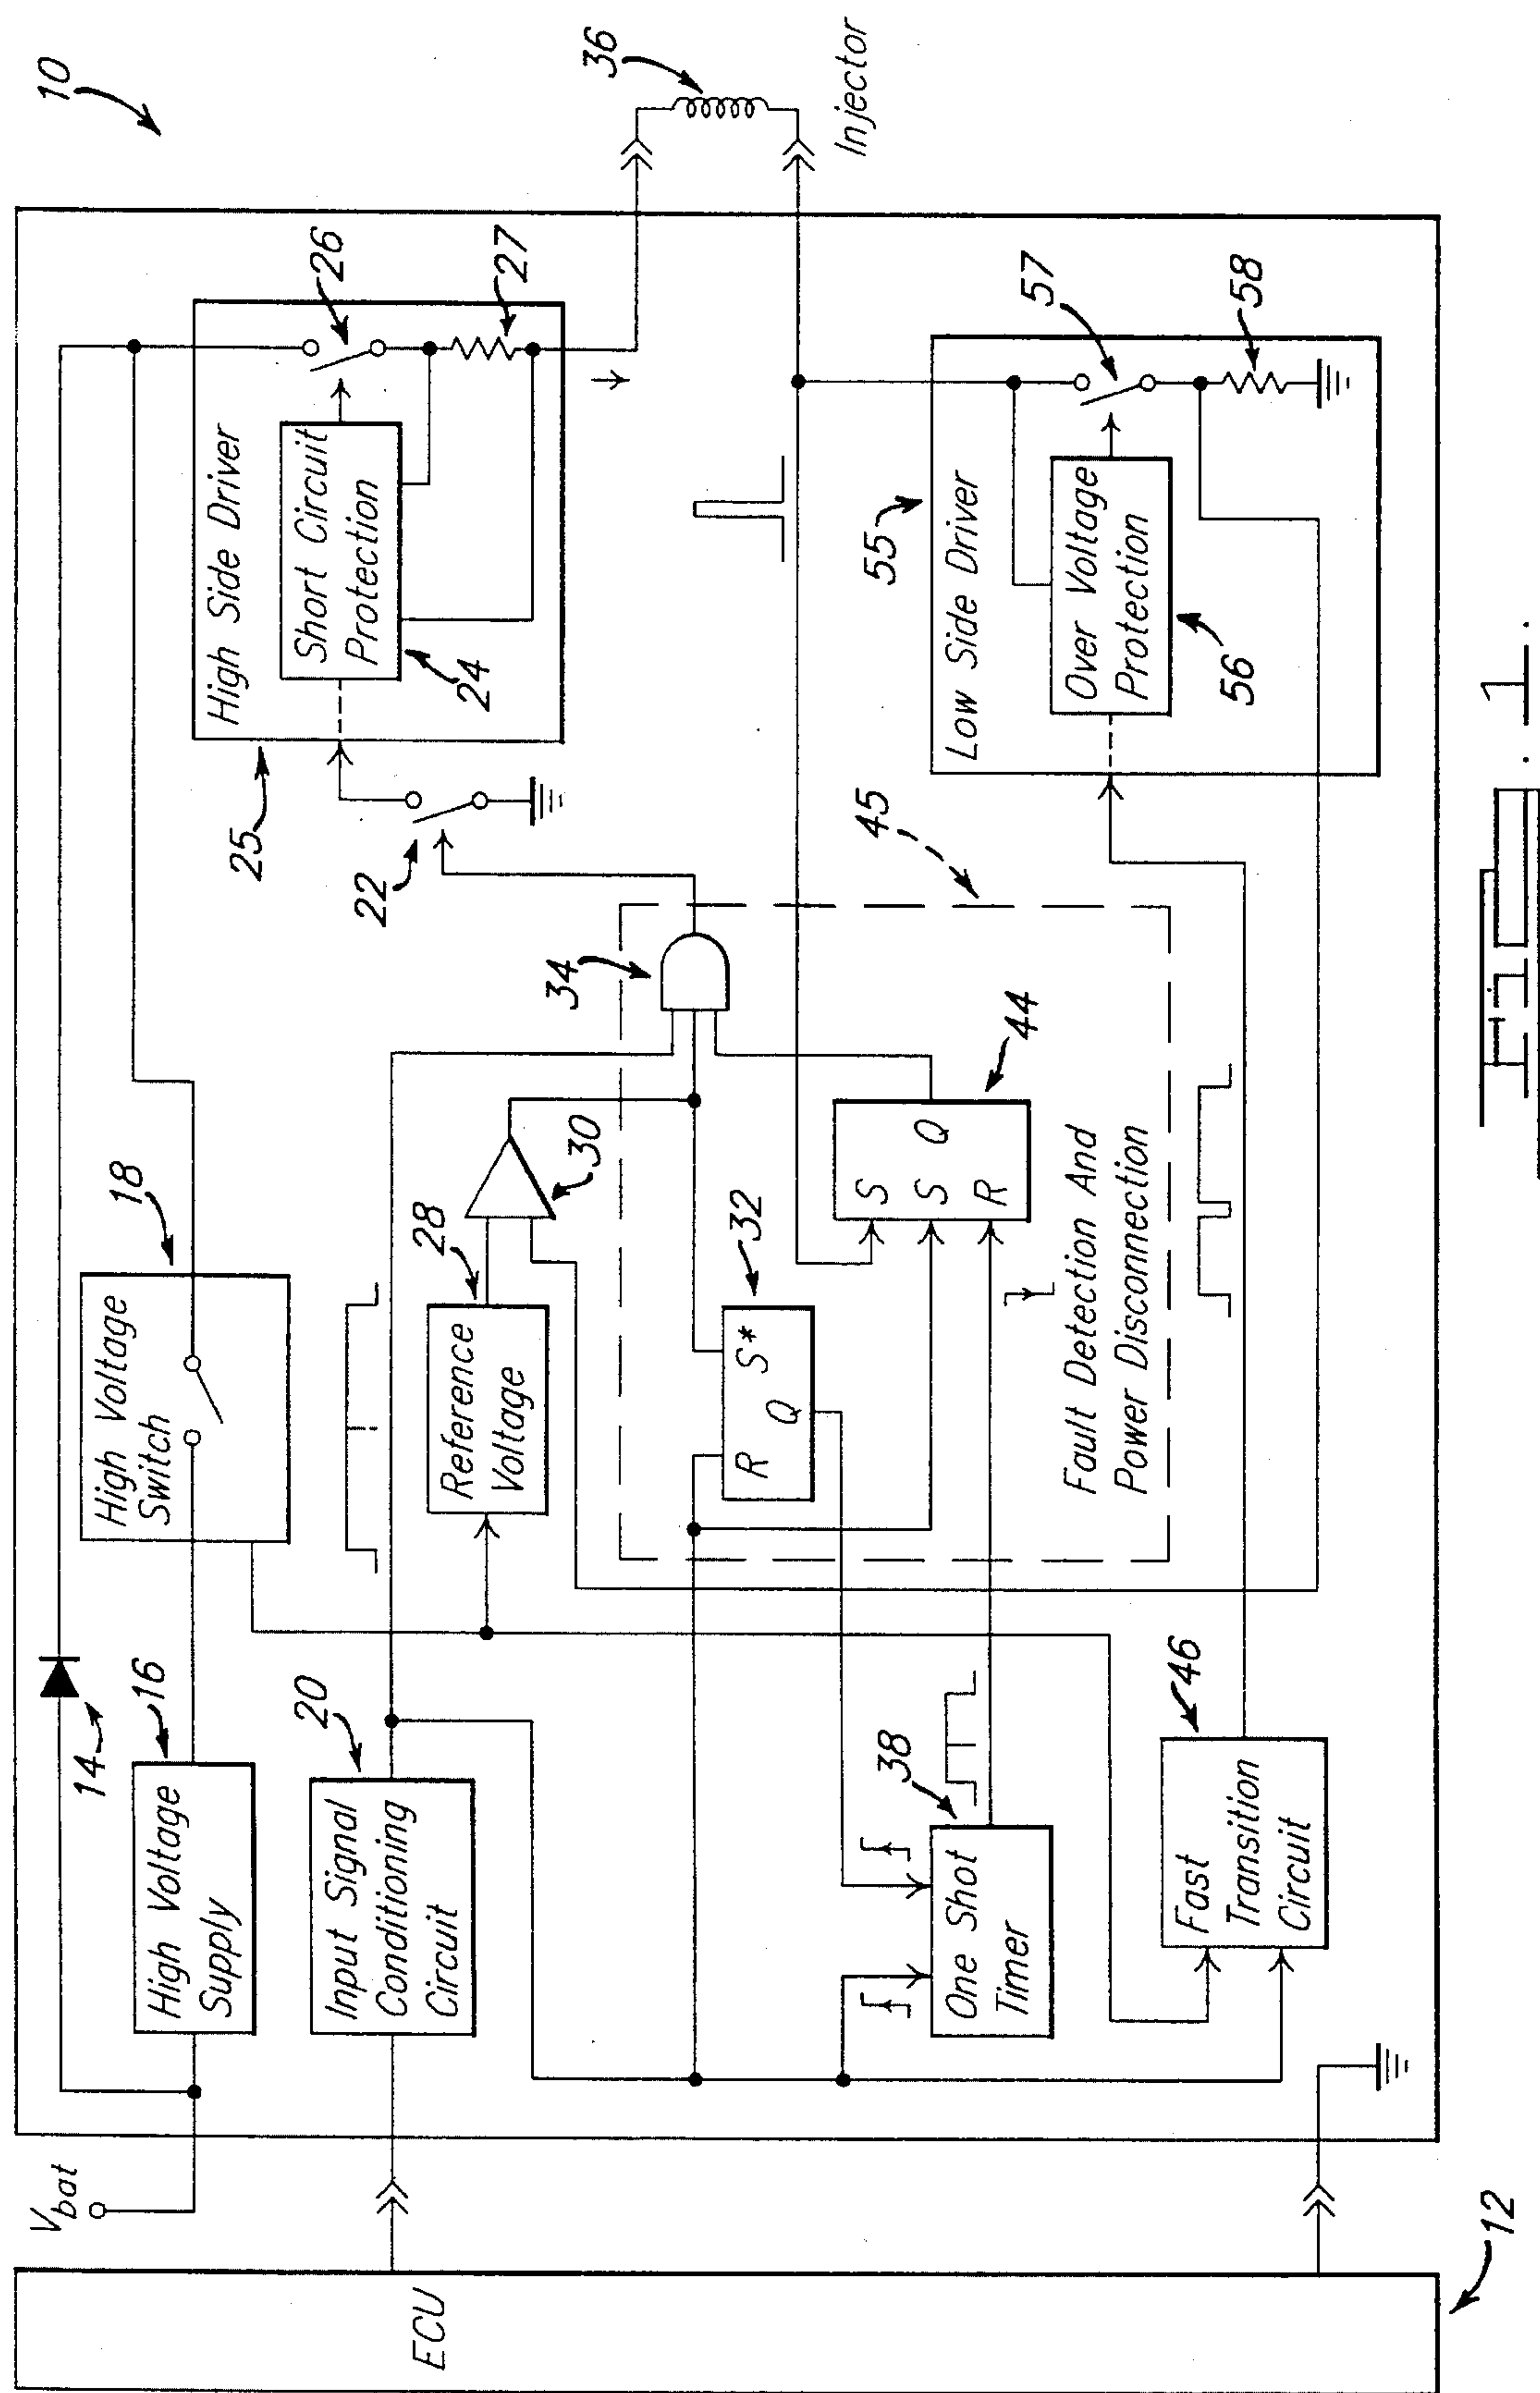 10
ECU
12
Vbat
14
High Voltage
Supply
16
High Voltage
Switch
18
Input Signal
Conditioning
Circuit
20
Reference
Voltage
28
30
22
25
High Side Driver
Short Circuit
Protection
24
26
27
36
Injector
34
R
S*
Q
32
S
S
R
Q
44
45
Fault Detection And
Power Disconnection
One Shot
Timer
38
Fast
Transition
Circuit
46
55
Low Side Driver
Over Voltage
Protection
56
57
58
Fig. 1.